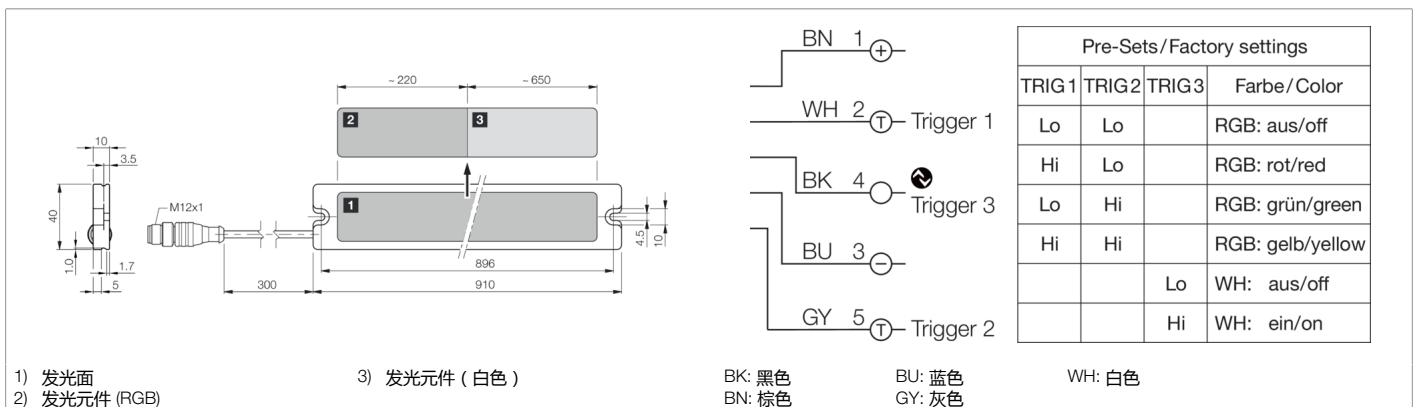 ~ 220
~ 650
2
3
10
3.5
40
1.0
1.7
5
M12x1
1
4.5
10
896
300
910
BN 1
WH 2 T Trigger 1
BK 4
Trigger 3
BU 3
GY 5 T Trigger 2
Pre-Sets/Factory settings
TRIG1 TRIG2 TRIG3 Farbe/Color
Lo Lo RGB: aus/off
Hi Lo RGB: rot/red
Lo Hi RGB: grün/green
Hi Hi RGB: gelb/yellow
Lo WH: aus/off
Hi WH: ein/on
1) 发光面
2) 发光元件 (RGB)
3) 发光元件（白色）
BK: 黑色
BN: 棕色
BU: 蓝色
GY: 灰色
WH: 白色